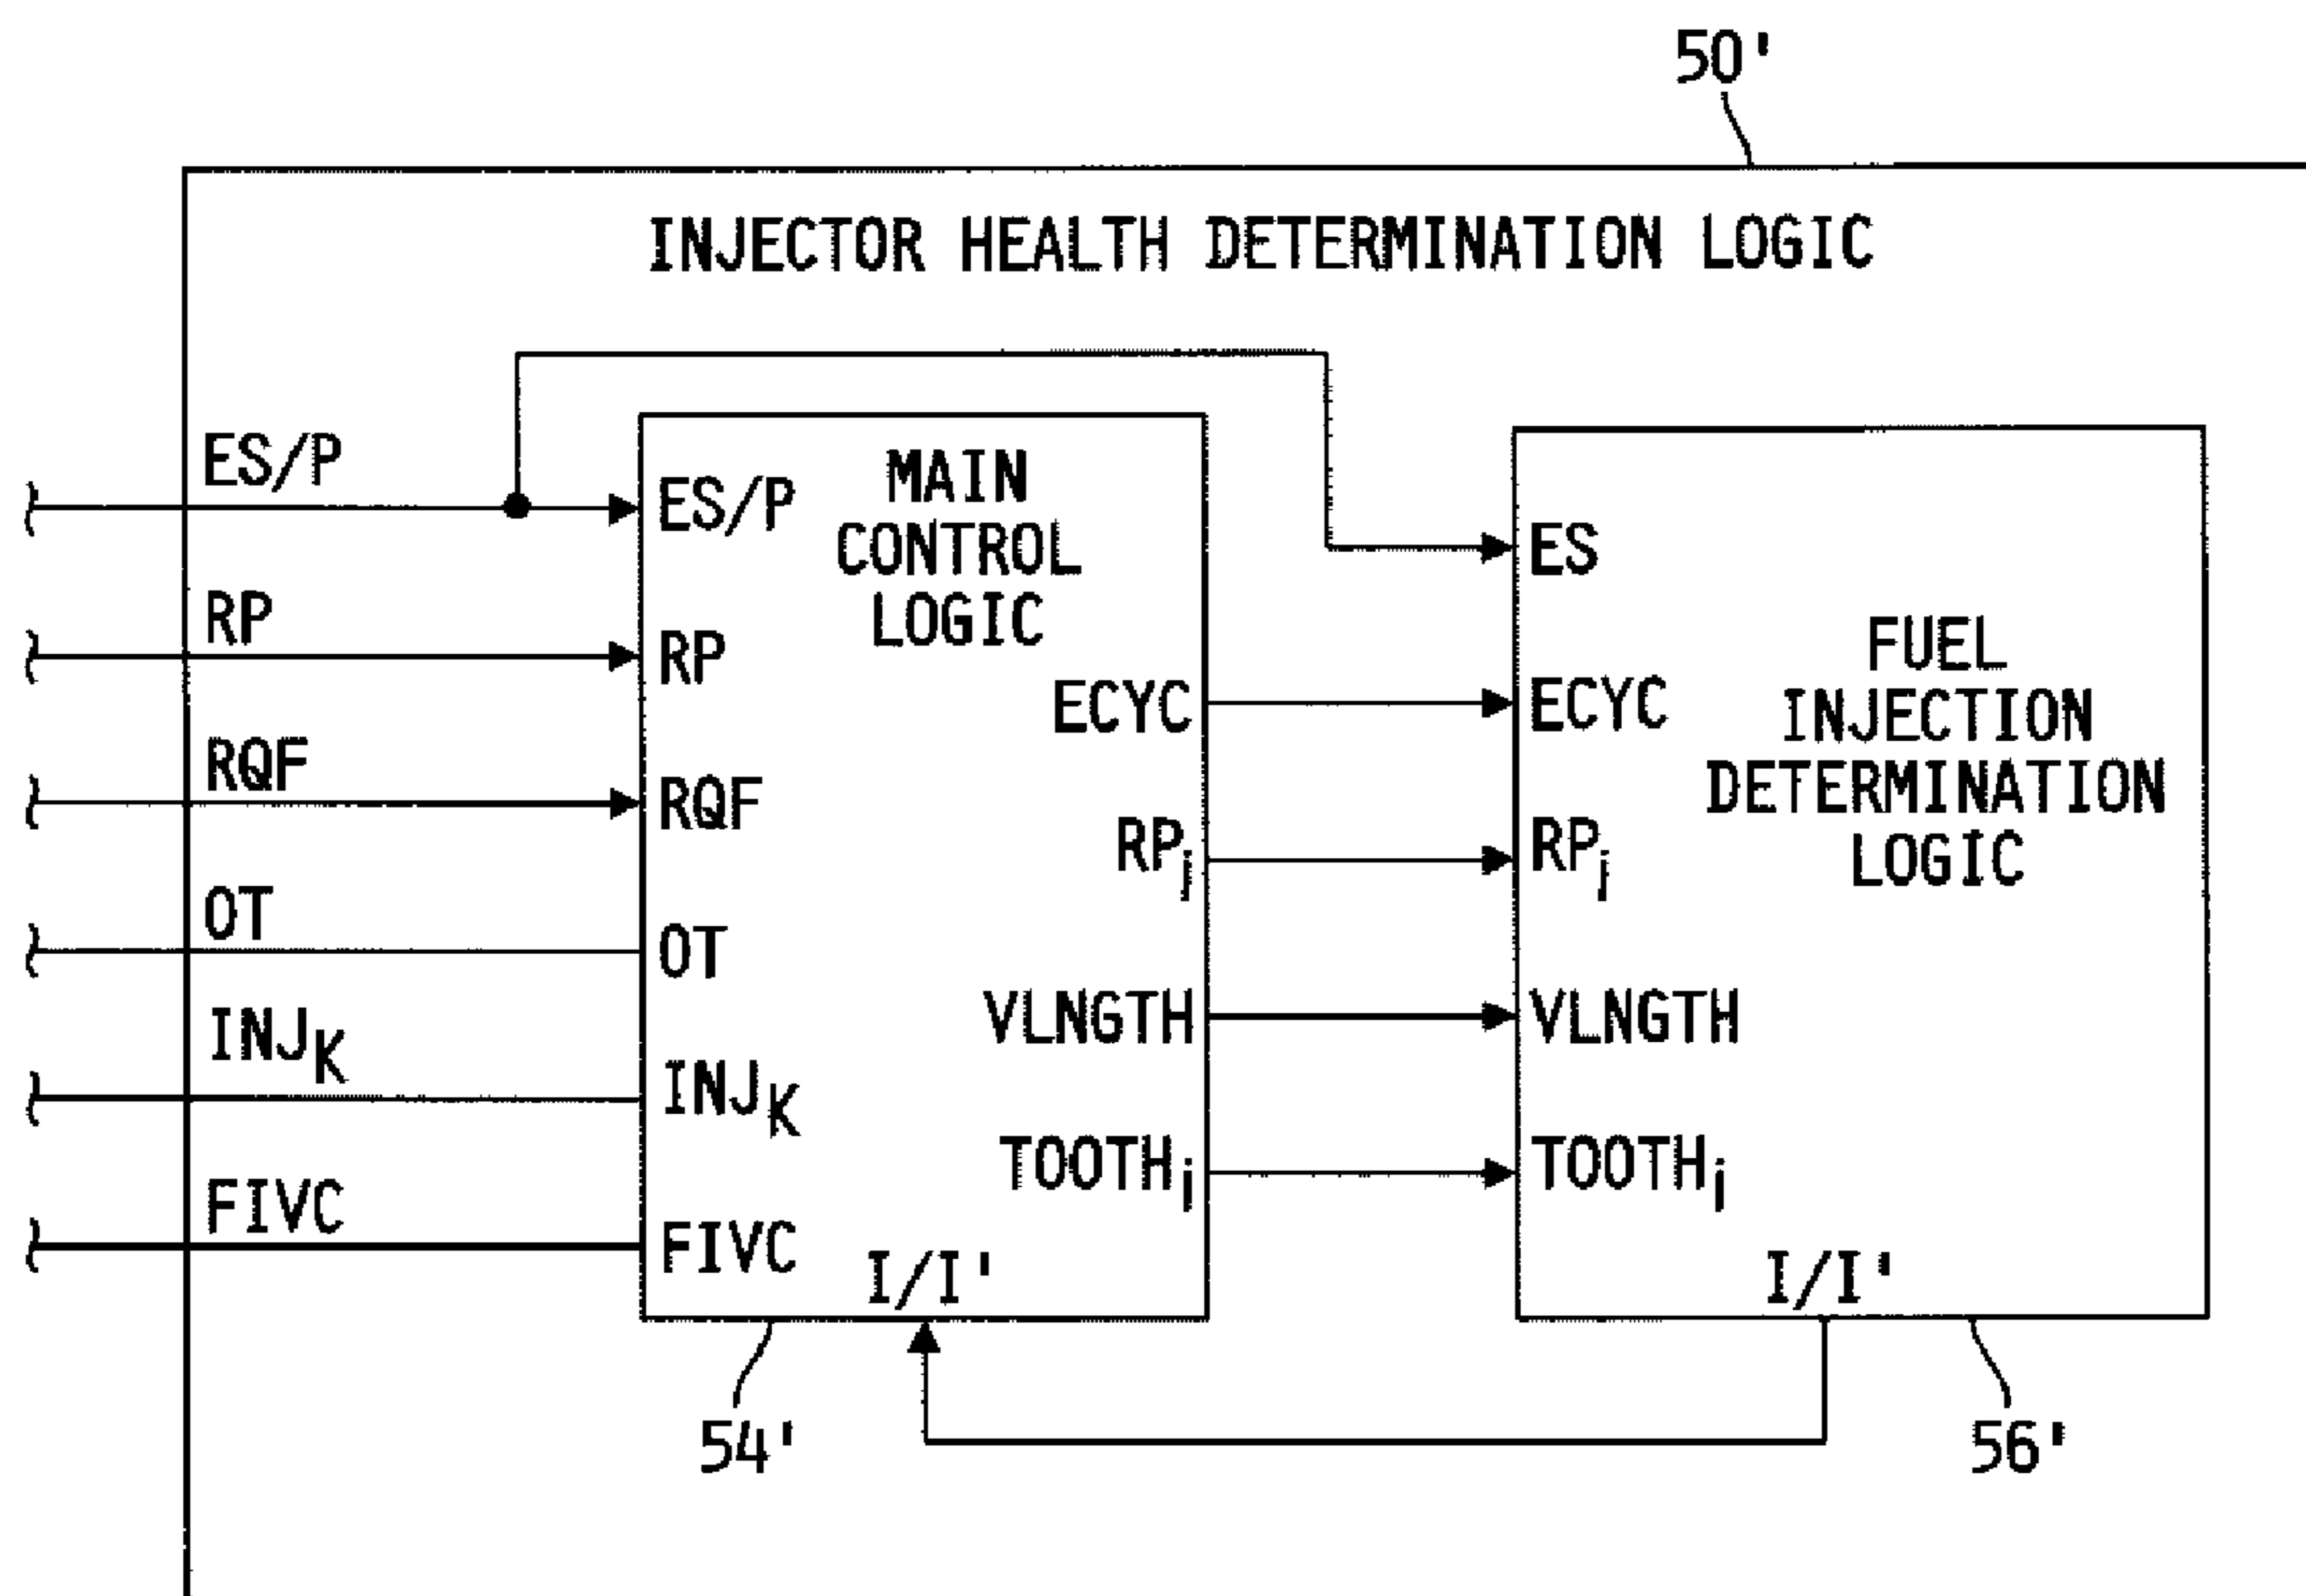 50'
INJECTOR HEALTH DETERMINATION LOGIC
ES/P
RP
RQF
OT
INJK
FIVC
MAIN
CONTROL
LOGIC
ES/P
RP
RQF
OT
INJK
FIVC
ECYC
RPj
VLNGTH
TOOTHi
I/I'
54'
ES
ECYC
RPj
VLNGTH
TOOTHi
FUEL
INJECTION
DETERMINATION
LOGIC
I/I'
56'